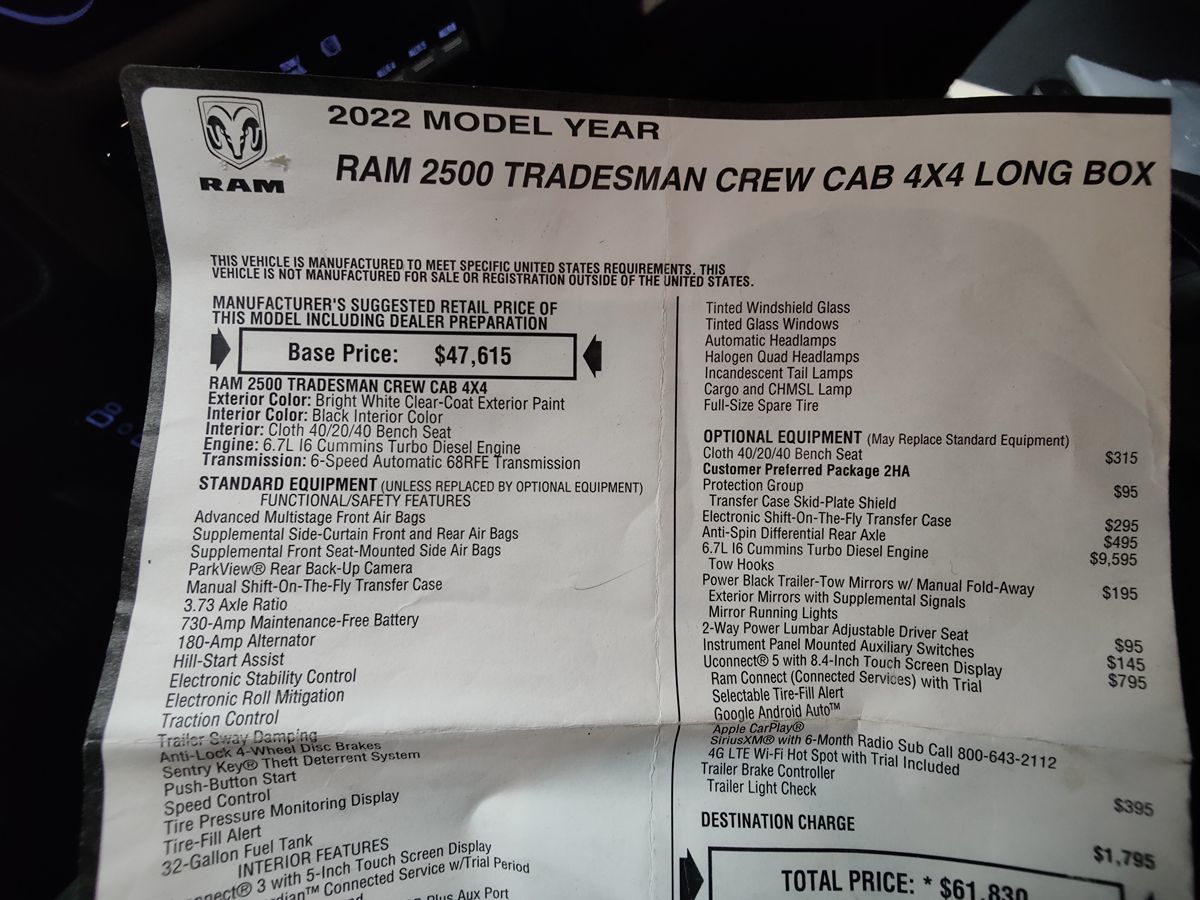 RAM
2022 MODEL YEAR
RAM 2500 TRADESMAN CREW CAB 4X4 LONG BOX
THIS VEHICLE IS MANUFACTURED TO MEET SPECIFIC UNITED STATES REQUIREMENTS. THIS
VEHICLE IS NOT MANUFACTURED FOR SALE OR REGISTRATION OUTSIDE OF THE UNITED STATES.
MANUFACTURER'S SUGGESTED RETAIL PRICE OF
THIS MODEL INCLUDING DEALER PREPARATION
Base Price: $47,615
RAM 2500 TRADESMAN CREW CAB 4X4
Exterior Color: Bright White Clear-Coat Exterior Paint
Interior Color: Black Interior Color
Interior: Cloth 40/20/40 Bench Seat
Engine: 6.7L I6 Cummins Turbo Diesel Engine
Transmission: 6-Speed Automatic 68RFE Transmission
STANDARD EQUIPMENT (UNLESS REPLACED BY OPTIONAL EQUIPMENT)
FUNCTIONAL/SAFETY FEATURES
Advanced Multistage Front Air Bags
Supplemental Side-Curtain Front and Rear Air Bags
Supplemental Front Seat-Mounted Side Air Bags
ParkView® Rear Back-Up Camera
Manual Shift-On-The-Fly Transfer Case
3.73 Axle Ratio
730-Amp Maintenance-Free Battery
180-Amp Alternator
Hill-Start Assist
Electronic Stability Control
Electronic Roll Mitigation
Traction Control
Trailer Sway Damping
Anti-Lock 4-Wheel Disc Brakes
Sentry Key® Theft Deterrent System
Push-Button Start
Speed Control
Tire Pressure Monitoring Display
Tire-Fill Alert
32-Gallon Fuel Tank
INTERIOR FEATURES
3 with 5-Inch Touch Screen Display
Connected Service w/Trial Period
Plus Aux Port
Tinted Windshield Glass
Tinted Glass Windows
Automatic Headlamps
Halogen Quad Headlamps
Incandescent Tail Lamps
Cargo and CHMSL Lamp
Full-Size Spare Tire
OPTIONAL EQUIPMENT (May Replace Standard Equipment)
Cloth 40/20/40 Bench Seat $315
Customer Preferred Package 2HA
Protection Group $95
Transfer Case Skid-Plate Shield
Electronic Shift-On-The-Fly Transfer Case $295
Anti-Spin Differential Rear Axle $495
6.7L I6 Cummins Turbo Diesel Engine $9,595
Tow Hooks
Power Black Trailer-Tow Mirrors w/ Manual Fold-Away $195
Exterior Mirrors with Supplemental Signals
Mirror Running Lights
2-Way Power Lumbar Adjustable Driver Seat $95
Instrument Panel Mounted Auxiliary Switches $145
Uconnect® 5 with 8.4-Inch Touch Screen Display $795
Ram Connect (Connected Services) with Trial
Selectable Tire-Fill Alert
Google Android Auto™
Apple CarPlay®
SiriusXM® with 6-Month Radio Sub Call 800-643-2112
4G LTE Wi-Fi Hot Spot with Trial Included
Trailer Brake Controller $395
Trailer Light Check
DESTINATION CHARGE $1,795
TOTAL PRICE: * $61,830